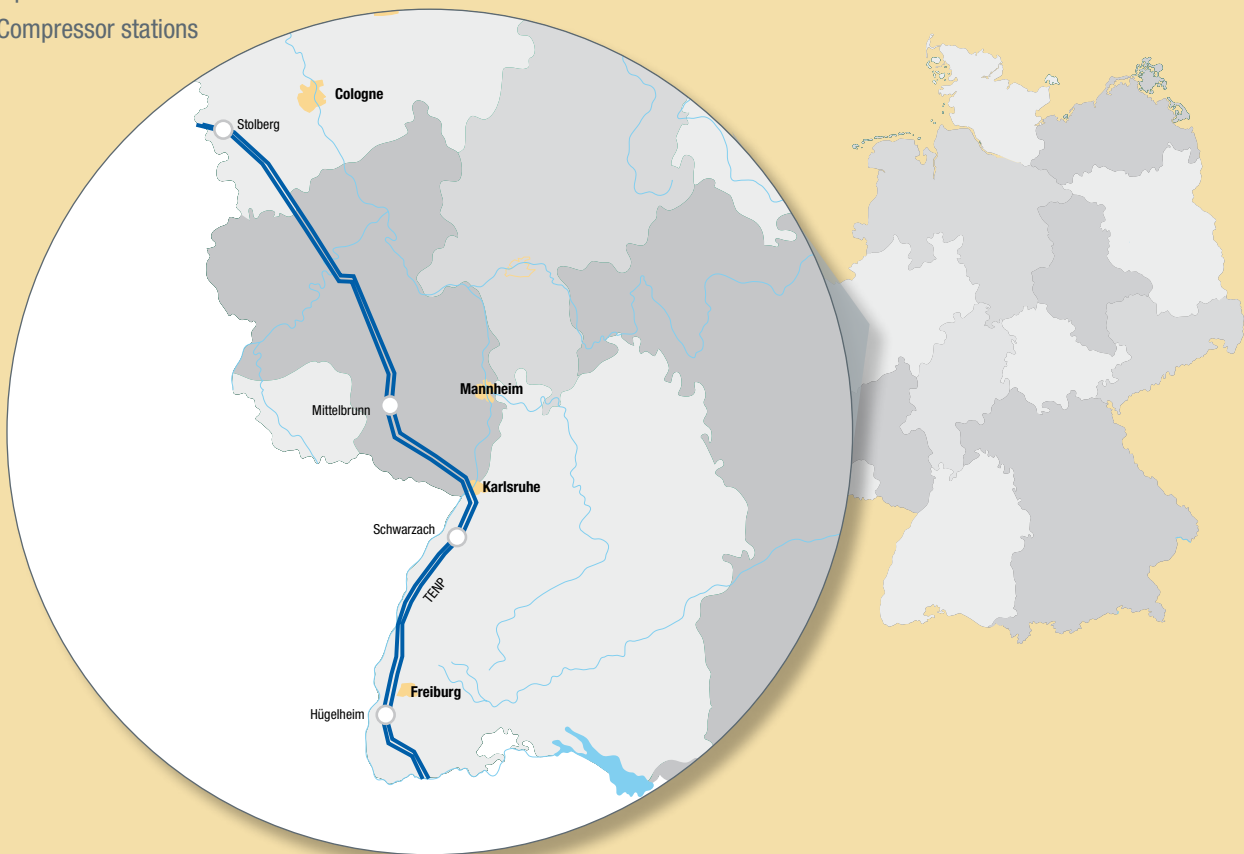 Compressor stations
Cologne
Stolberg
Mannheim
Mittelbrunn
Karlsruhe
Schwarzach
TENP
Freiburg
Hügelheim